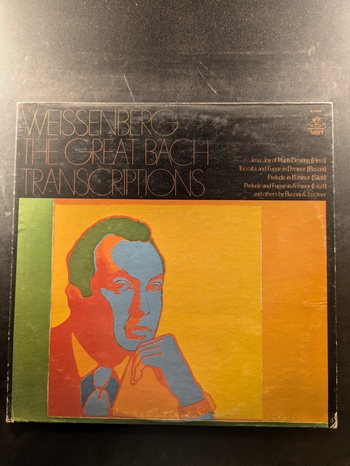 WEISSENBERG
THE GREAT BACH
TRANSCRIPTIONS
Jesu, Joy of Man's Desiring (Hess)
Toccata and Fugue in D minor (Busoni)
Prelude in B minor (Siloti)
Prelude and Fugue in A minor (Liszt)
and others by Busoni &
Angel